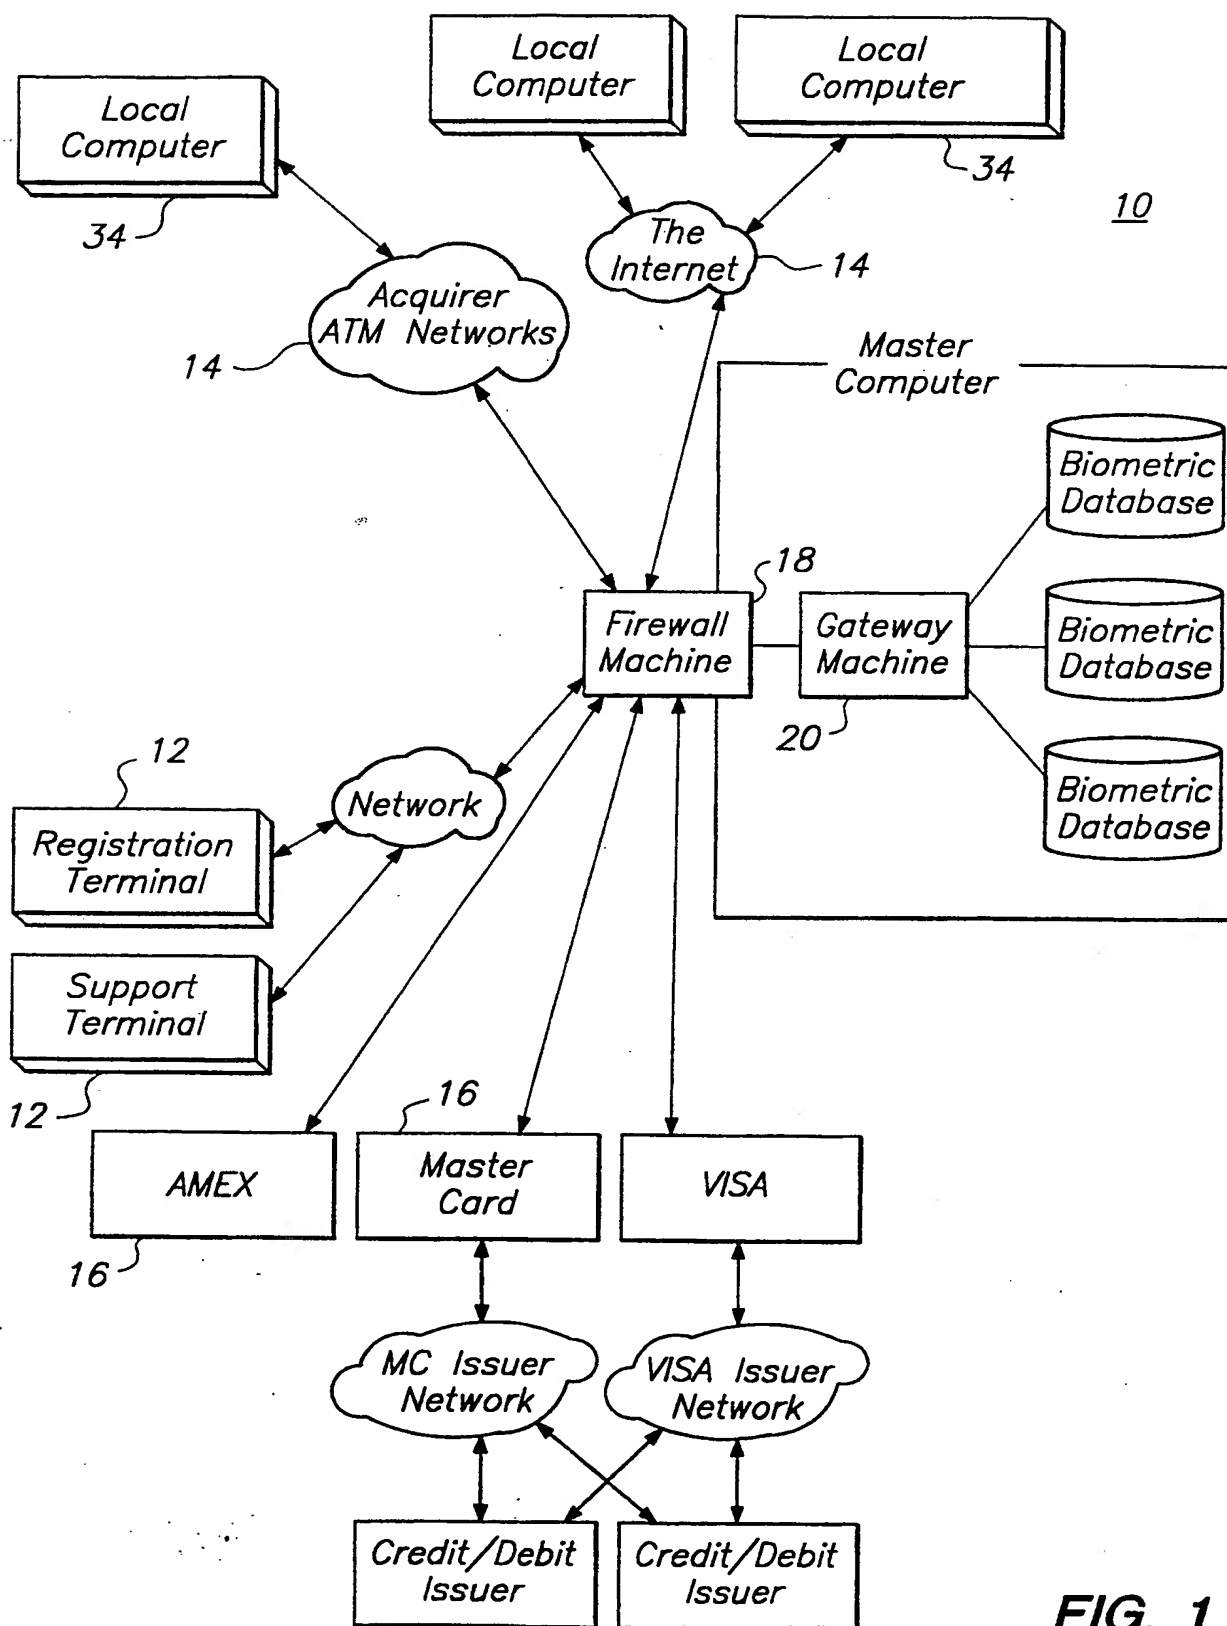 Local
Computer
Local
Computer
Local
Computer
34
34
10
The
Internet
14
Acquirer
ATM Networks
14
Master
Computer
Biometric
Database
18
Firewall
Machine
Gateway
Machine
Biometric
Database
20
12
Network
Biometric
Database
Registration
Terminal
Support
Terminal
12
16
AMEX
Master
Card
VISA
16
MC Issuer
Network
VISA Issuer
Network
Credit/Debit
Issuer
Credit/Debit
Issuer
FIG. 1